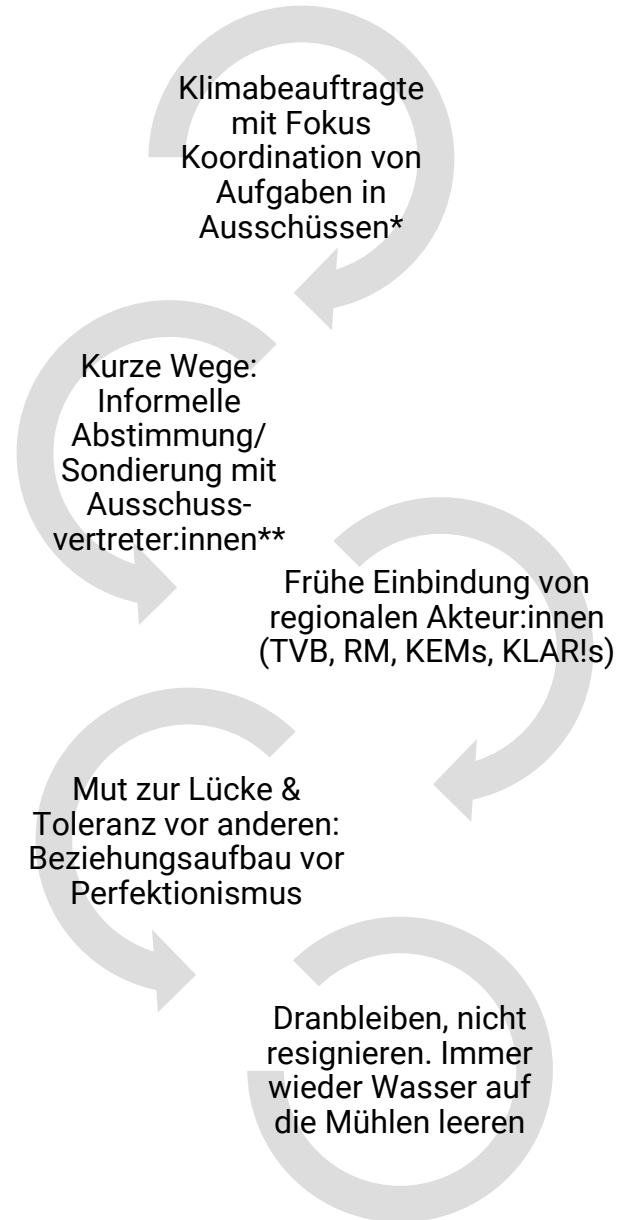 Klimabeauftragte
mit Fokus
Koordination von
Aufgaben in
Ausschüssen*
Kurze Wege:
Informelle
Abstimmung/
Sondierung mit
Ausschuss-
vertreter:innen**
Frühe Einbindung von
regionalen Akteur:innen
(TVB, RM, KEMs, KLAR!s)
Mut zur Lücke &
Toleranz vor anderen:
Beziehungsaufbau vor
Perfektionismus
Dranbleiben, nicht
resignieren. Immer
wieder Wasser auf
die Mühlen leeren